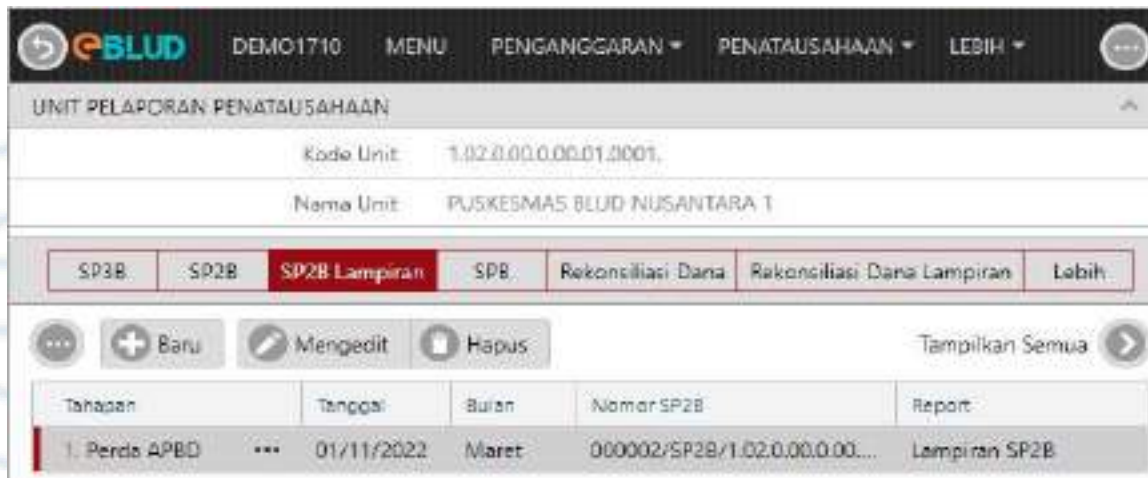 eBLUD DEMO1710 MENU PENGANGGARAN PENATAUSAHAAN LEBIH
UNIT PELAPORAN PENATAUSAHAAN
Kode Unit 1.02.0.00.0.00.01.0001.
Nama Unit PUSKESMAS BLUD NUSANTARA 1
SP3B SP2B SP2B Lampiran SPB Rekonsiliasi Dana Rekonsiliasi Dana Lampiran Lebih
Baru Mengedit Hapus Tampilkan Semua
Tahapan Tanggal Bulan Nomor SP2B Report
1. Perda APBD ... 01/11/2022 Maret 000002/SP2B/1.02.0.00.0.00.... Lampiran SP2B